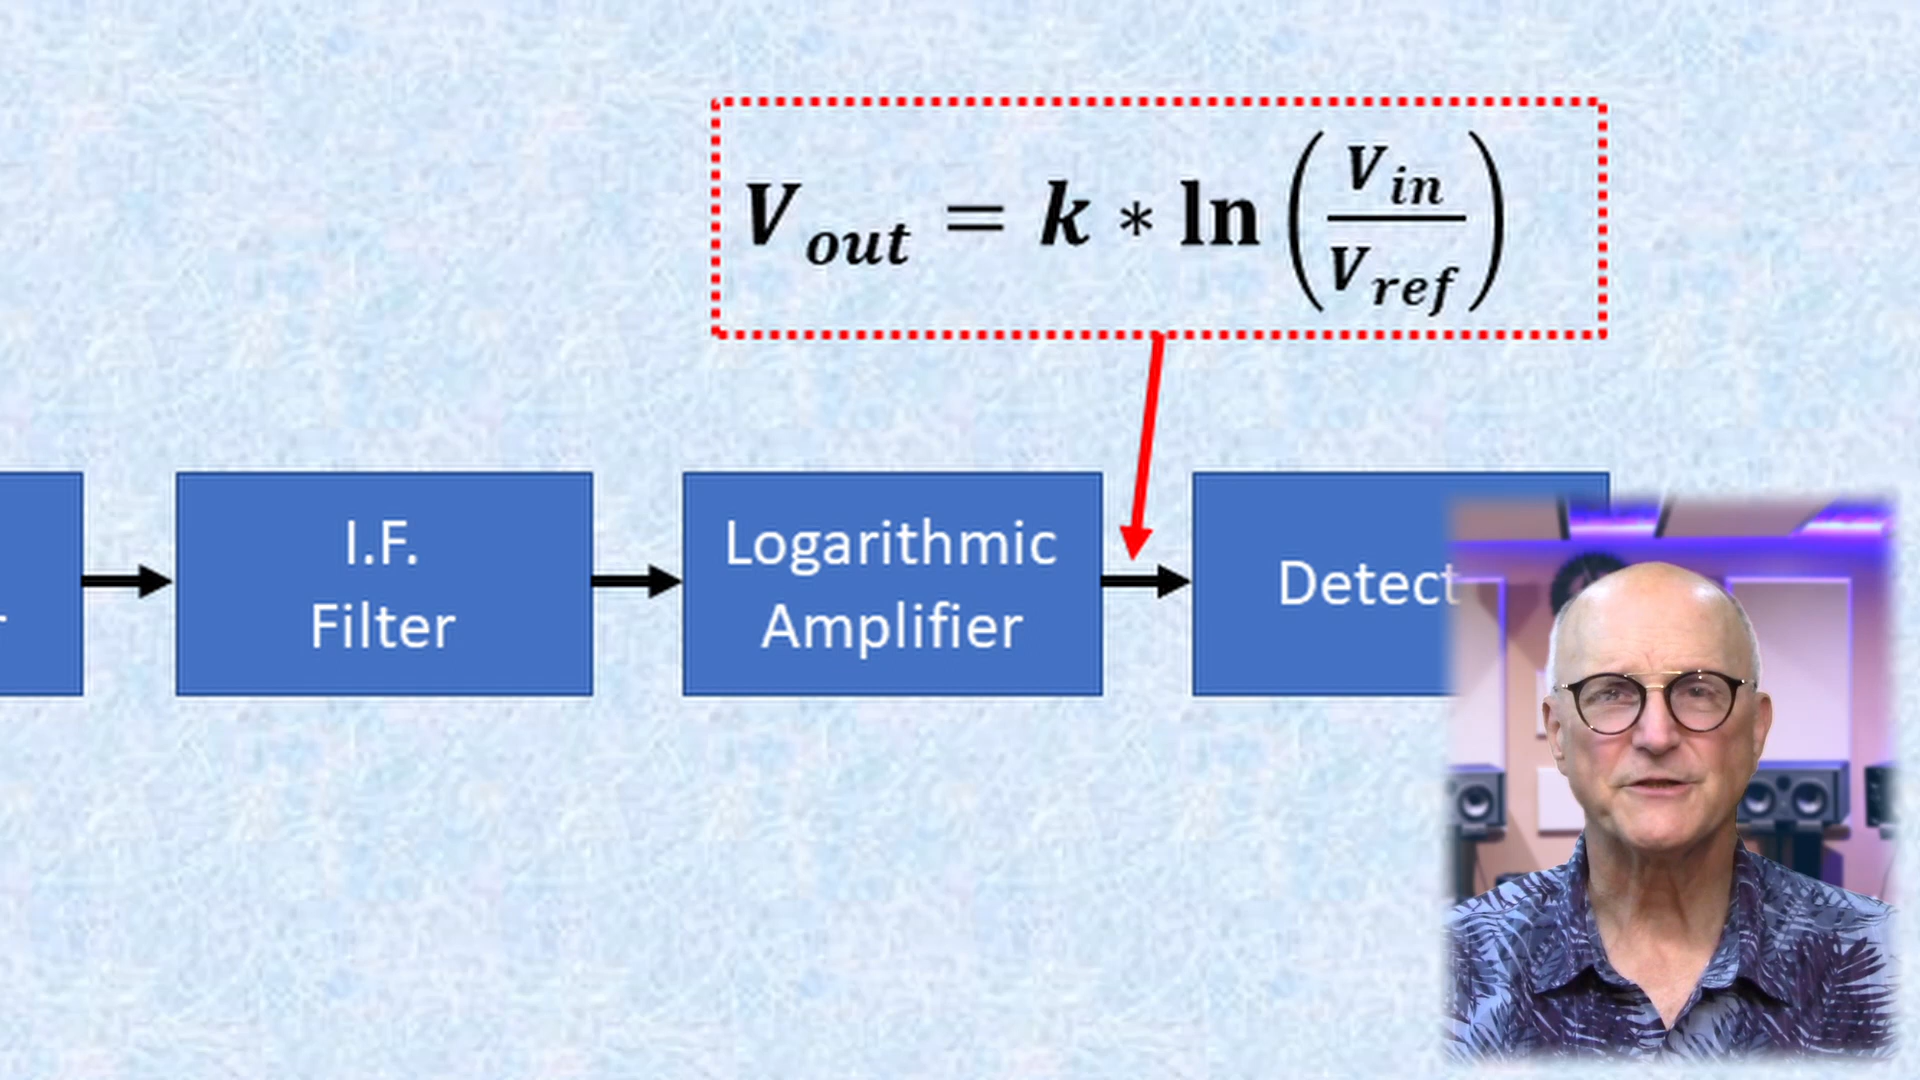 V_out = k * ln (V_in / V_ref)
I.F.
Filter
Logarithmic
Amplifier
Detect